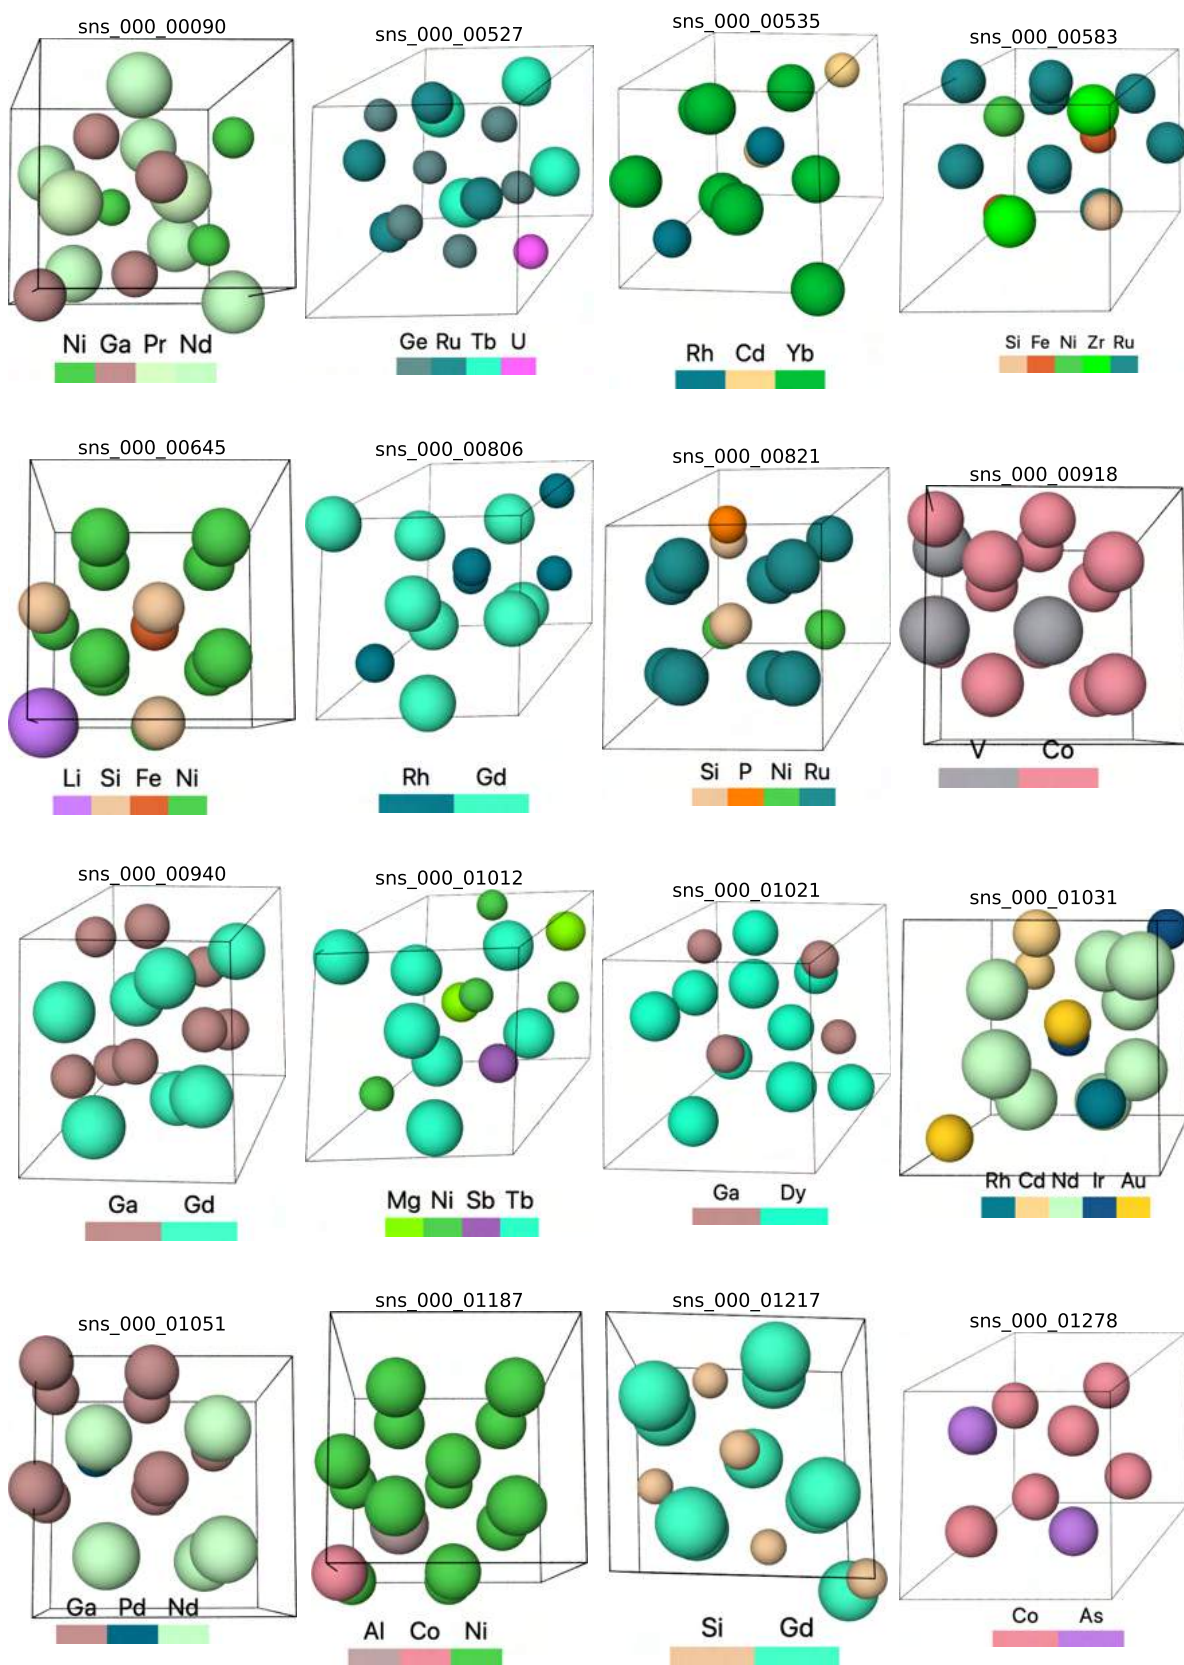 sns_000_00090
sns_000_00527
sns_000_00535
sns_000_00583
Ni Ga Pr Nd
Ge Ru Tb U
Rh Cd Yb
Si Fe Ni Zr Ru
sns_000_00645
sns_000_00806
sns_000_00821
sns_000_00918
Li Si Fe Ni
Rh Gd
Si P Ni Ru
V Co
sns_000_00940
sns_000_01012
sns_000_01021
sns_000_01031
Ga Gd
Mg Ni Sb Tb
Ga Dy
Rh Cd Nd Ir Au
sns_000_01051
sns_000_01187
sns_000_01217
sns_000_01278
Ga Pd Nd
Al Co Ni
Si Gd
Co As